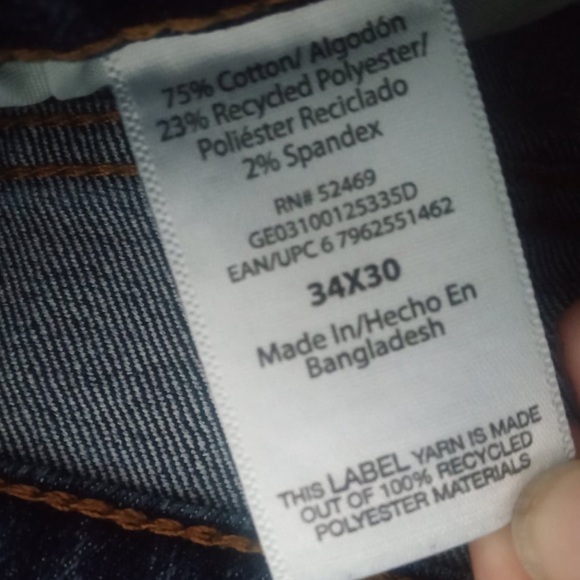 75% Cotton/ Algodón
23% Recycled Polyester/
Poliéster Reciclado
2% Spandex
RN# 52469
GE03100125335D
EAN/UPC 6 7962551462
34X30
Made In/Hecho En
Bangladesh
THIS LABEL YARN IS MADE
OUT OF 100% RECYCLED
POLYESTER MATERIALS